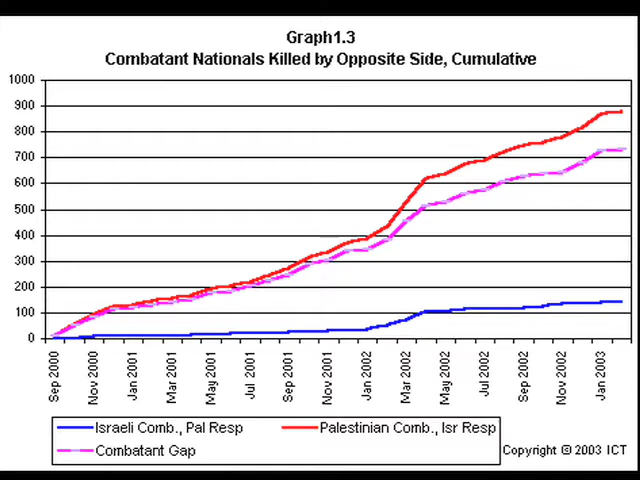 Graph1.3
Combatant Nationals Killed by Opposite Side, Cumulative
1000
900
800
700
600
500
400
300
200
100
0
Sep 2000
Nov 2000
Jan 2001
Mar 2001
May 2001
Jul 2001
Sep 2001
Nov 2001
Jan 2002
Mar 2002
May 2002
Jul 2002
Sep 2002
Nov 2002
Jan 2003
Israeli Comb., Pal Resp
Palestinian Comb., Isr Resp
Combatant Gap
Copyright © 2003 ICT